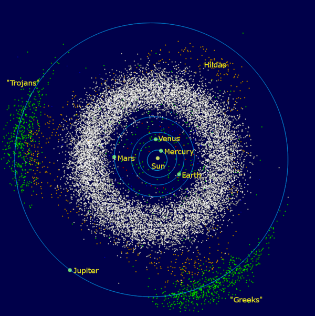 Hildas
"Trojans"
Venus
Mercury
Mars
Sun
Earth
Jupiter
"Greeks"